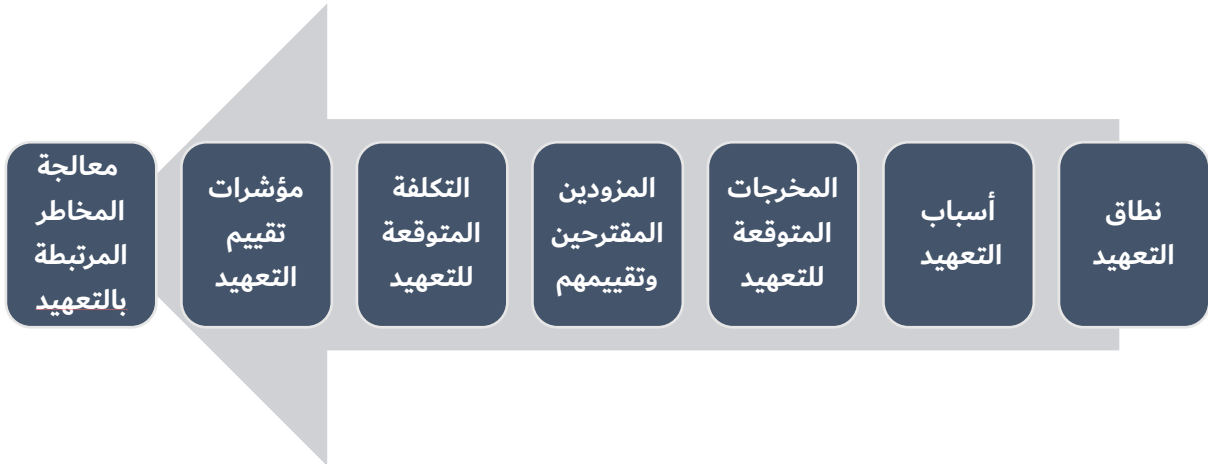 نطاق
التعهيد
أسباب
التعهيد
المخرجات
المتوقعة
للتعهيد
المزودين
المقترحين
وتقييمهم
التكلفة
المتوقعة
للتعهيد
مؤشرات
تقييم
التعهيد
معالجة
المخاطر
المرتبطة
بالتعهيد